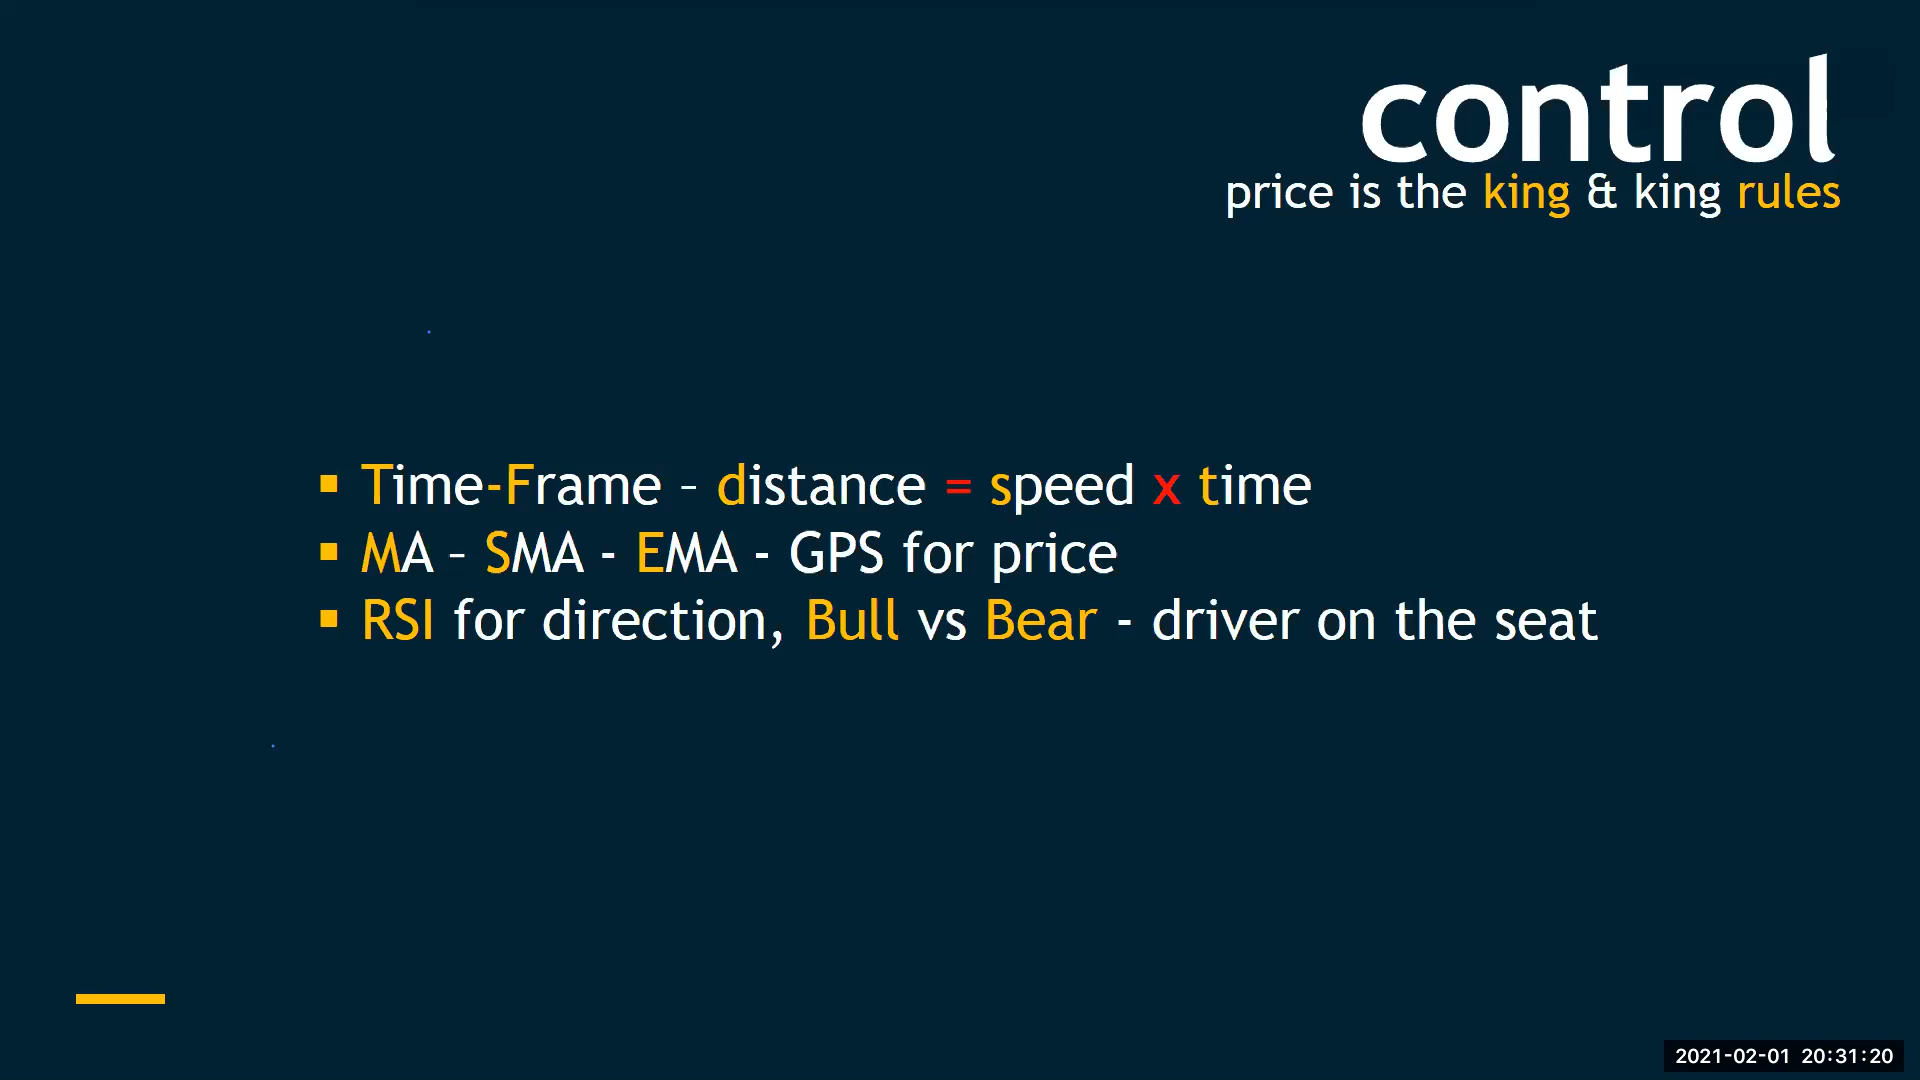 control
price is the king & king rules
▪ Time-Frame – distance = speed x time
▪ MA – SMA - EMA - GPS for price
▪ RSI for direction, Bull vs Bear - driver on the seat
2021-02-01 20:31:20